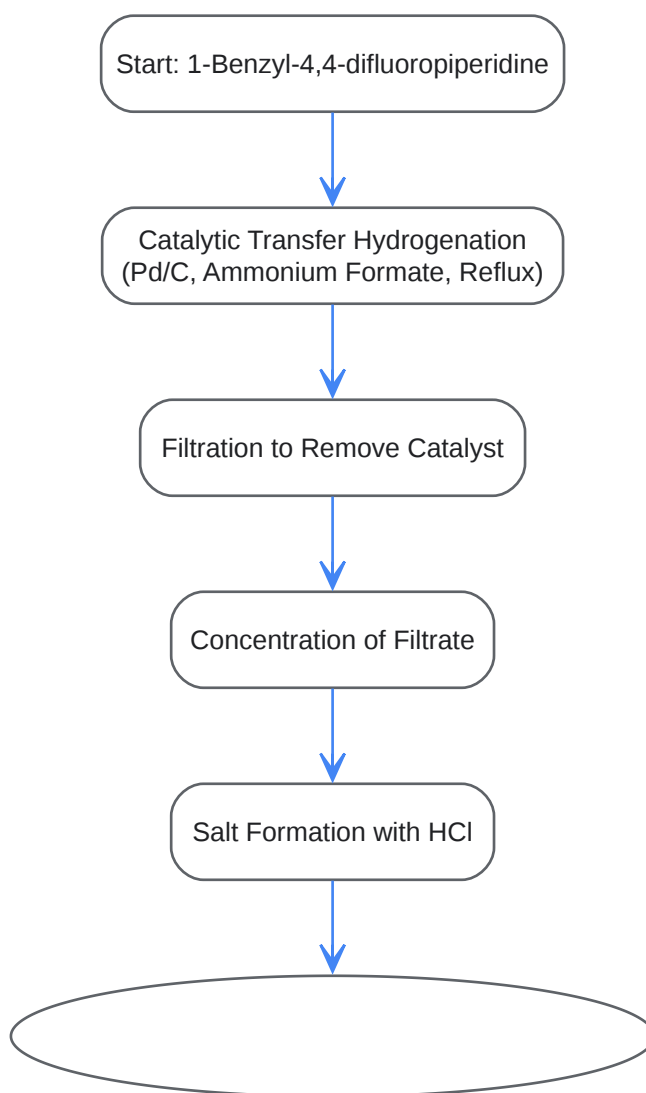 Start: 1-Benzyl-4,4-difluoropiperidine
Catalytic Transfer Hydrogenation
(Pd/C, Ammonium Formate, Reflux)
Filtration to Remove Catalyst
Concentration of Filtrate
Salt Formation with HCl